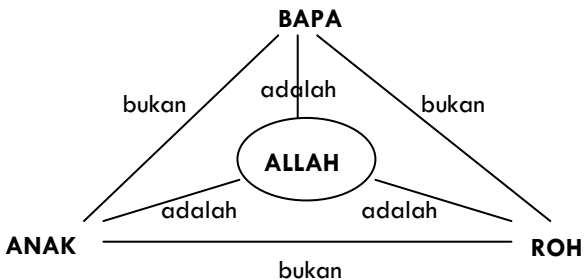 BAPA
adalah
bukan
bukan
ALLAH
adalah
adalah
ANAK
ROH
bukan